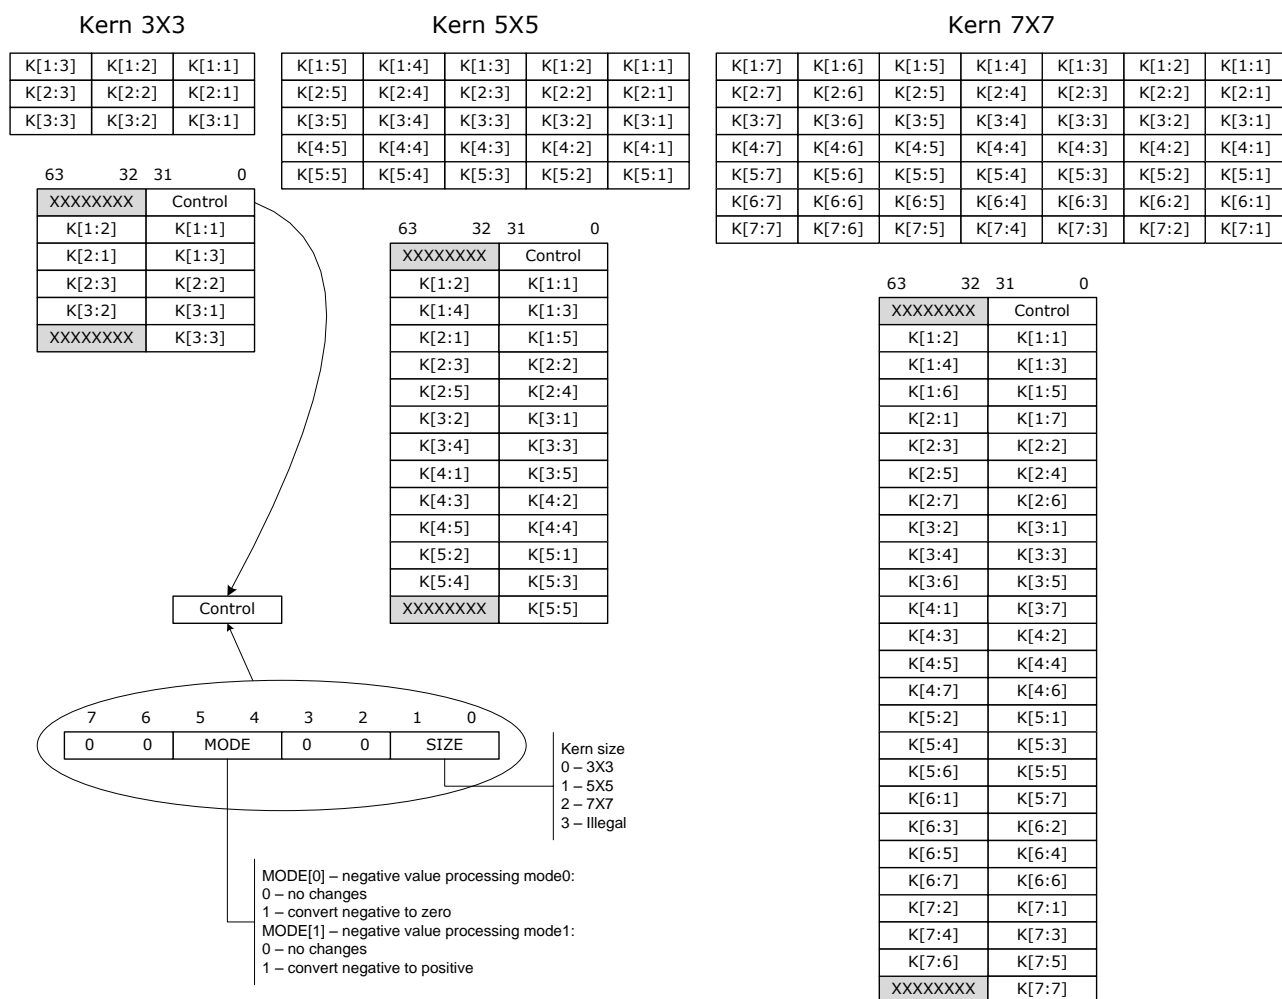 Kern 3X3
K[1:3] K[1:2] K[1:1]
K[2:3] K[2:2] K[2:1]
K[3:3] K[3:2] K[3:1]
63 32 31 0
XXXXXXXX Control
K[1:2] K[1:1]
K[2:1] K[1:3]
K[2:3] K[2:2]
K[3:2] K[3:1]
XXXXXXXX K[3:3]
Kern 5X5
K[1:5] K[1:4] K[1:3] K[1:2] K[1:1]
K[2:5] K[2:4] K[2:3] K[2:2] K[2:1]
K[3:5] K[3:4] K[3:3] K[3:2] K[3:1]
K[4:5] K[4:4] K[4:3] K[4:2] K[4:1]
K[5:5] K[5:4] K[5:3] K[5:2] K[5:1]
63 32 31 0
XXXXXXXX Control
K[1:2] K[1:1]
K[1:4] K[1:3]
K[2:1] K[1:5]
K[2:3] K[2:2]
K[2:5] K[2:4]
K[3:2] K[3:1]
K[3:4] K[3:3]
K[4:1] K[3:5]
K[4:3] K[4:2]
K[4:5] K[4:4]
K[5:2] K[5:1]
K[5:4] K[5:3]
XXXXXXXX K[5:5]
Kern 7X7
K[1:7] K[1:6] K[1:5] K[1:4] K[1:3] K[1:2] K[1:1]
K[2:7] K[2:6] K[2:5] K[2:4] K[2:3] K[2:2] K[2:1]
K[3:7] K[3:6] K[3:5] K[3:4] K[3:3] K[3:2] K[3:1]
K[4:7] K[4:6] K[4:5] K[4:4] K[4:3] K[4:2] K[4:1]
K[5:7] K[5:6] K[5:5] K[5:4] K[5:3] K[5:2] K[5:1]
K[6:7] K[6:6] K[6:5] K[6:4] K[6:3] K[6:2] K[6:1]
K[7:7] K[7:6] K[7:5] K[7:4] K[7:3] K[7:2] K[7:1]
63 32 31 0
XXXXXXXX Control
K[1:2] K[1:1]
K[1:4] K[1:3]
K[1:6] K[1:5]
K[2:1] K[1:7]
K[2:3] K[2:2]
K[2:5] K[2:4]
K[2:7] K[2:6]
K[3:2] K[3:1]
K[3:4] K[3:3]
K[3:6] K[3:5]
K[4:1] K[3:7]
K[4:3] K[4:2]
K[4:5] K[4:4]
K[4:7] K[4:6]
K[5:2] K[5:1]
K[5:4] K[5:3]
K[5:6] K[5:5]
K[6:1] K[5:7]
K[6:3] K[6:2]
K[6:5] K[6:4]
K[6:7] K[6:6]
K[7:2] K[7:1]
K[7:4] K[7:3]
K[7:6] K[7:5]
XXXXXXXX K[7:7]
Control
7 6 5 4 3 2 1 0
0 0 MODE 0 0 SIZE
Kern size
0 – 3X3
1 – 5X5
2 – 7X7
3 – Illegal
MODE[0] – negative value processing mode0:
0 – no changes
1 – convert negative to zero
MODE[1] – negative value processing mode1:
0 – no changes
1 – convert negative to positive